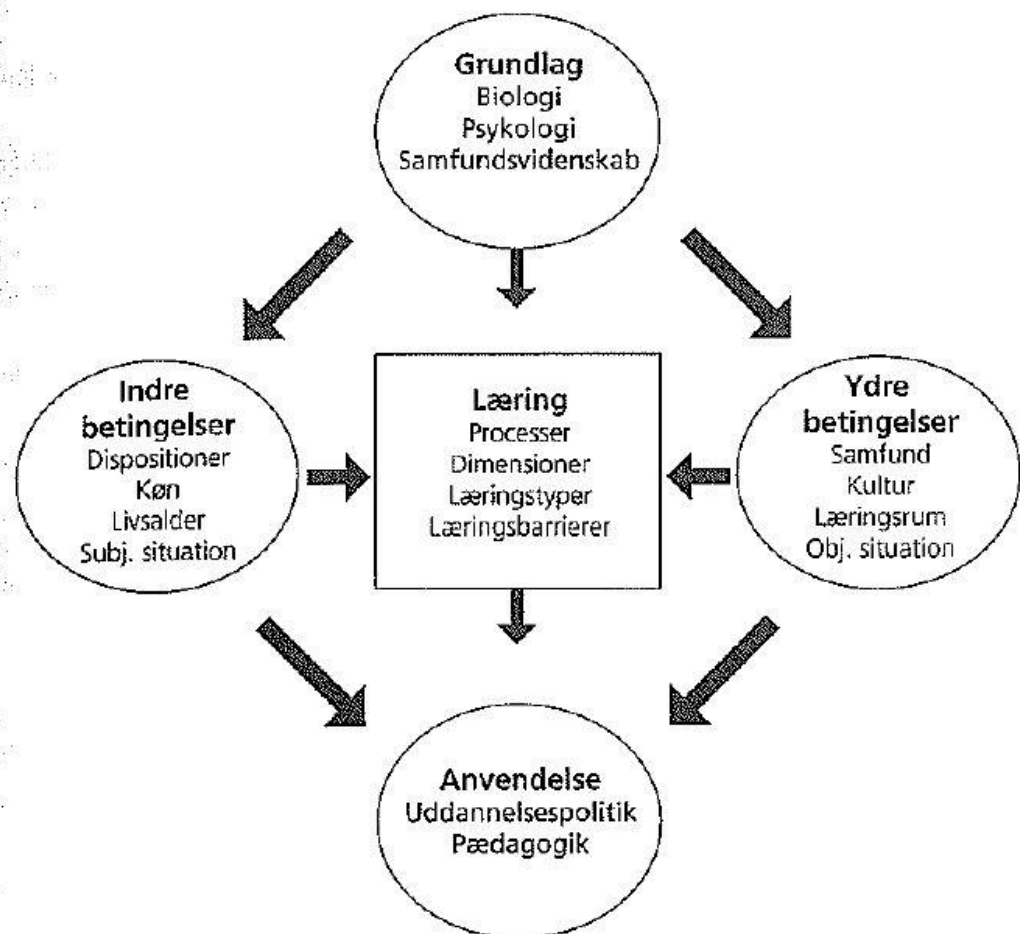 Grundlag
Biologi
Psykologi
Samfundsvidenskab
Indre
betingelser
Dispositioner
Køn
Livsalder
Subj. situation
Læring
Processer
Dimensioner
Læringstyper
Læringsbarrierer
Ydre
betingelser
Samfund
Kultur
Læringsrum
Obj. situation
Anvendelse
Uddannelsespolitik
Pædagogik